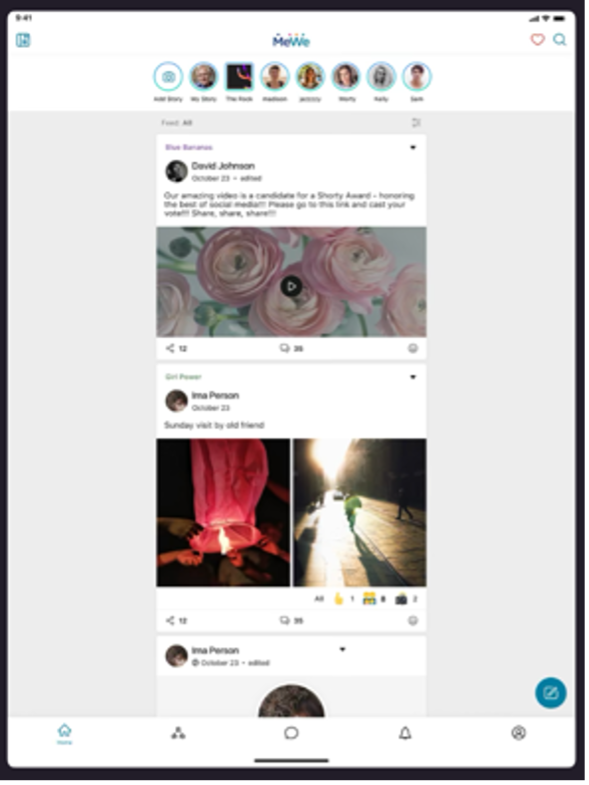 9:41
MeWe
Add Story My Story The Rock madison jazzzzy Worfy Kelly Sam
Feed: All
Blue Bananas
David Johnson
October 23 • edited
Our amazing video is a candidate for a Shorty Award - honoring
the best of social media!!! Please go to this link and cast your
vote!!! Share, share, share!!!
12 35
Girl Power
Ima Person
October 23
Sunday visit by old friend
All 1 8 2
12 35
Ima Person
October 23 • edited
Home